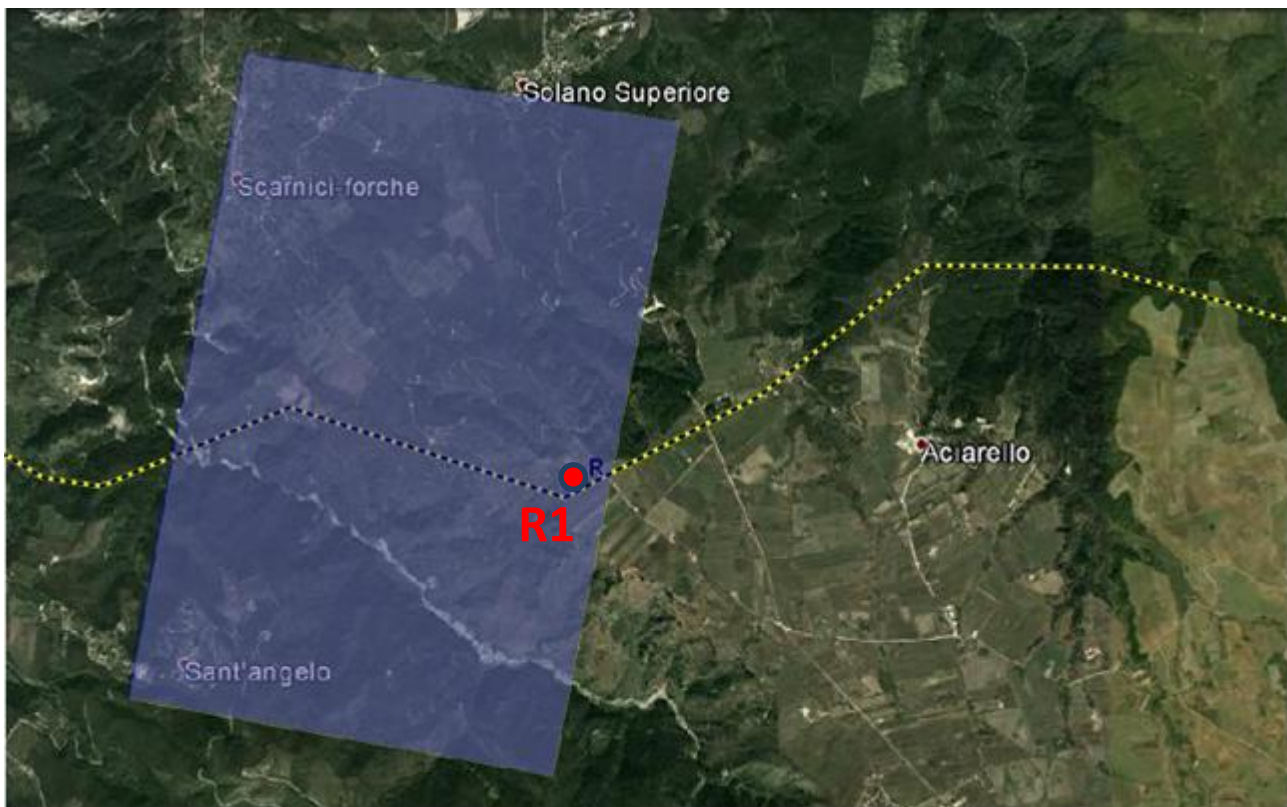 Solano Superiore
Scarnici-forche
R
Aciarello
R1
Sant'angelo